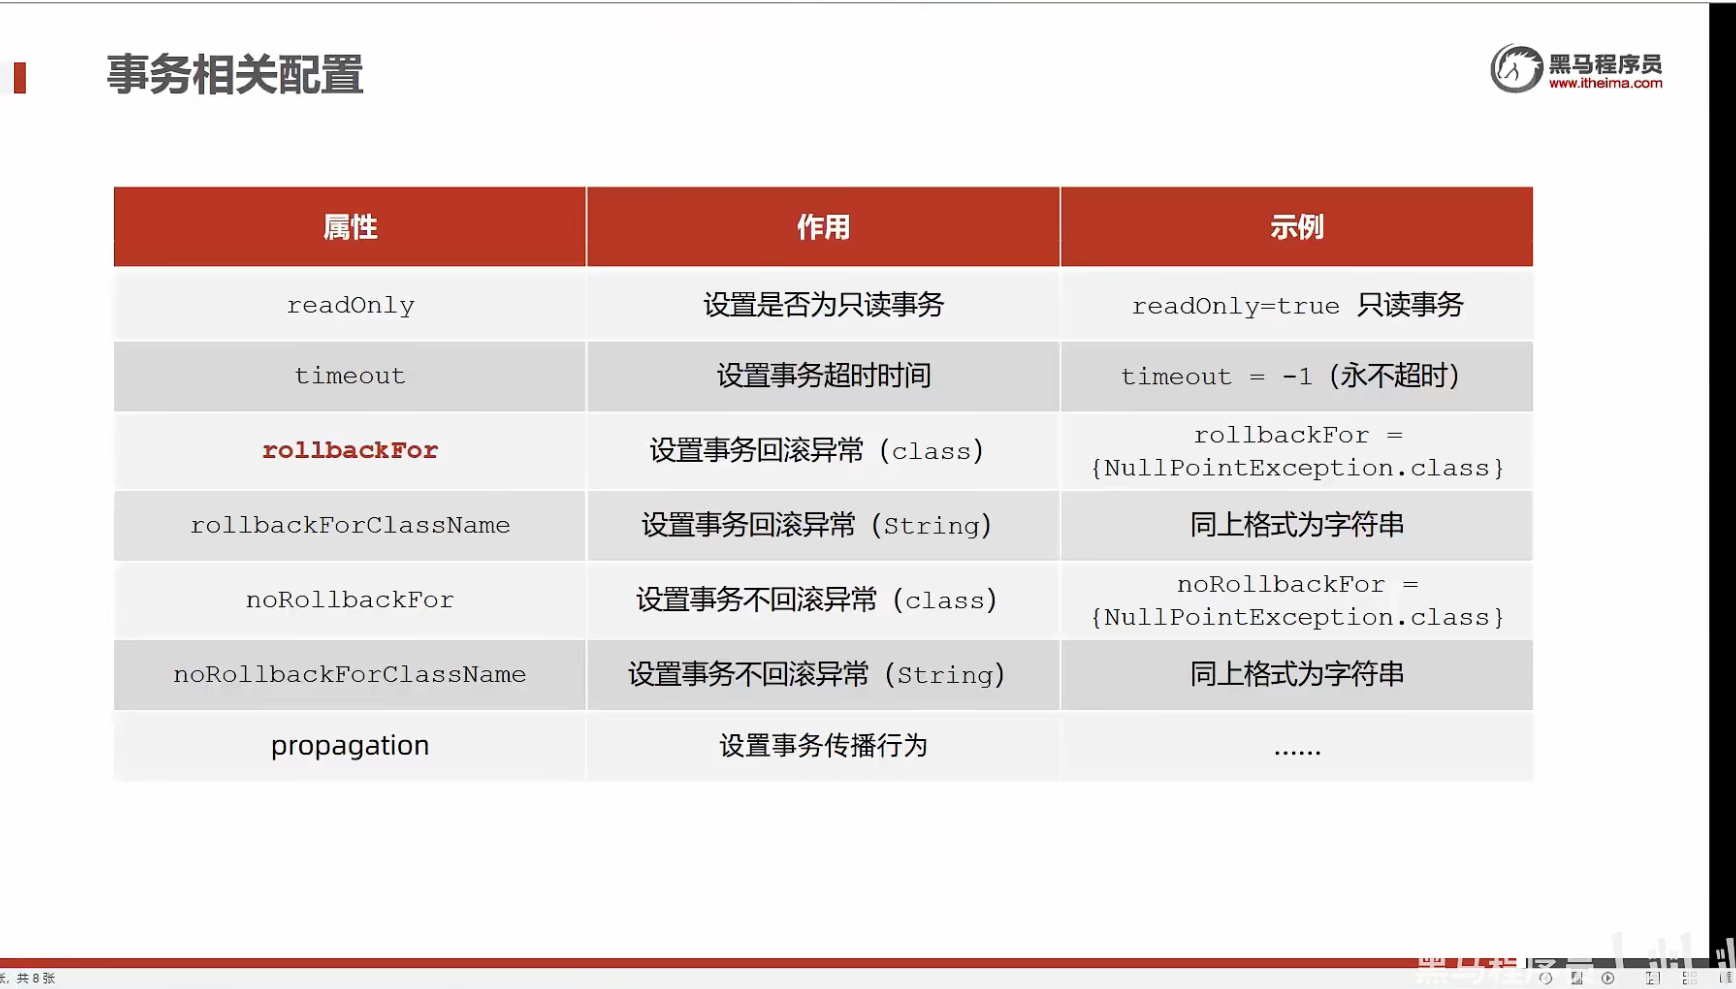 事务相关配置
黑马程序员
www.itheima.com
属性 作用 示例
readOnly 设置是否为只读事务 readOnly=true 只读事务
timeout 设置事务超时时间 timeout = -1（永不超时）
rollbackFor 设置事务回滚异常（class） rollbackFor =
{NullPointException.class}
rollbackForClassName 设置事务回滚异常（String） 同上格式为字符串
noRollbackFor 设置事务不回滚异常（class） noRollbackFor =
{NullPointException.class}
noRollbackForClassName 设置事务不回滚异常（String） 同上格式为字符串
propagation 设置事务传播行为 ......
张, 共 8 张
黑马程序员